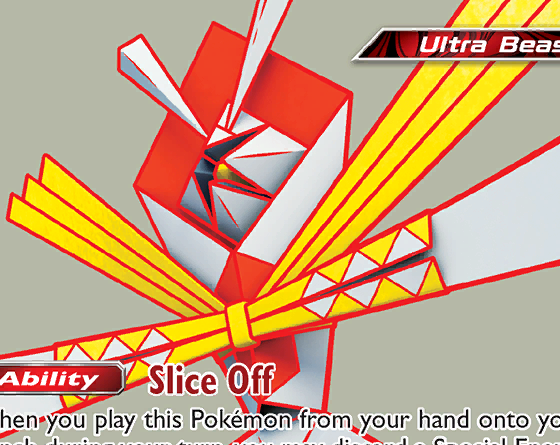 Ultra Beas
Ability Slice Off
hen you play this Pokémon from your hand onto yo